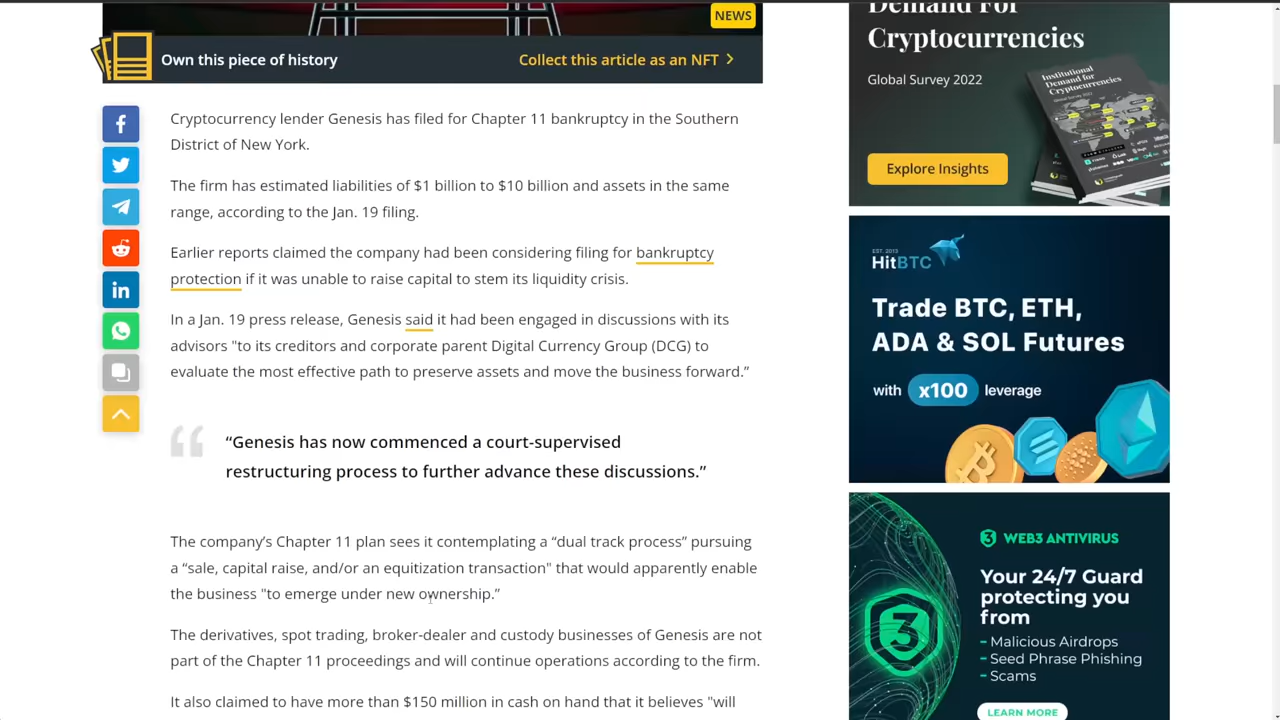 NEWS
Own this piece of history
Collect this article as an NFT
Cryptocurrency lender Genesis has filed for Chapter 11 bankruptcy in the Southern
District of New York.
The firm has estimated liabilities of $1 billion to $10 billion and assets in the same
range, according to the Jan. 19 filing.
Earlier reports claimed the company had been considering filing for bankruptcy
protection if it was unable to raise capital to stem its liquidity crisis.
In a Jan. 19 press release, Genesis said it had been engaged in discussions with its
advisors "to its creditors and corporate parent Digital Currency Group (DCG) to
evaluate the most effective path to preserve assets and move the business forward.”
“Genesis has now commenced a court-supervised
restructuring process to further advance these discussions.”
The company’s Chapter 11 plan sees it contemplating a “dual track process” pursuing
a “sale, capital raise, and/or an equitization transaction" that would apparently enable
the business "to emerge under new ownership.”
The derivatives, spot trading, broker-dealer and custody businesses of Genesis are not
part of the Chapter 11 proceedings and will continue operations according to the firm.
It also claimed to have more than $150 million in cash on hand that it believes "will
Demand For
Cryptocurrencies
Global Survey 2022
Institutional
Demand for
Cryptocurrencies
Explore Insights
HitBTC
Trade BTC, ETH,
ADA & SOL Futures
with x100 leverage
WEB3 ANTIVIRUS
Your 24/7 Guard
protecting you
from
- Malicious Airdrops
- Seed Phrase Phishing
- Scams
LEARN MORE